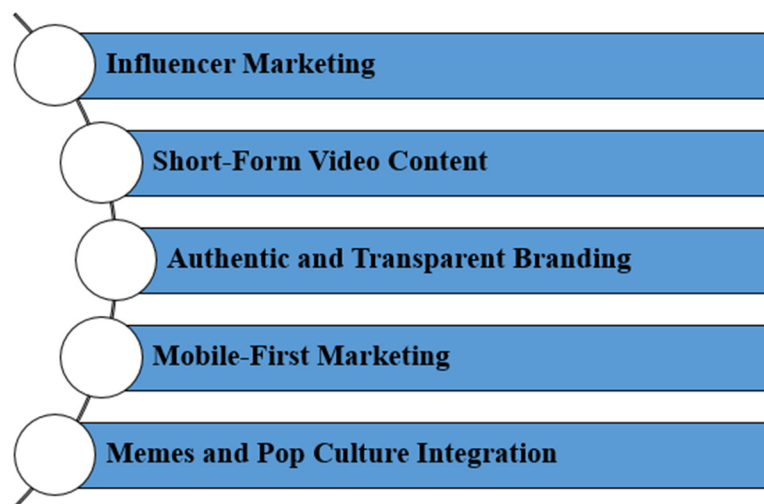 Influencer Marketing
Short-Form Video Content
Authentic and Transparent Branding
Mobile-First Marketing
Memes and Pop Culture Integration